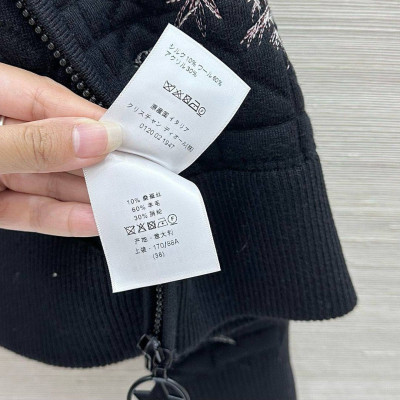 シルク10% ウール60%
アクリル30%
原産国 イタリア
クリスチャン ディオール(株)
0120 02 1947
10% 桑蚕丝
60% 羊毛
30% 腈纶
产地：意大利
上装：170/88A
(36)